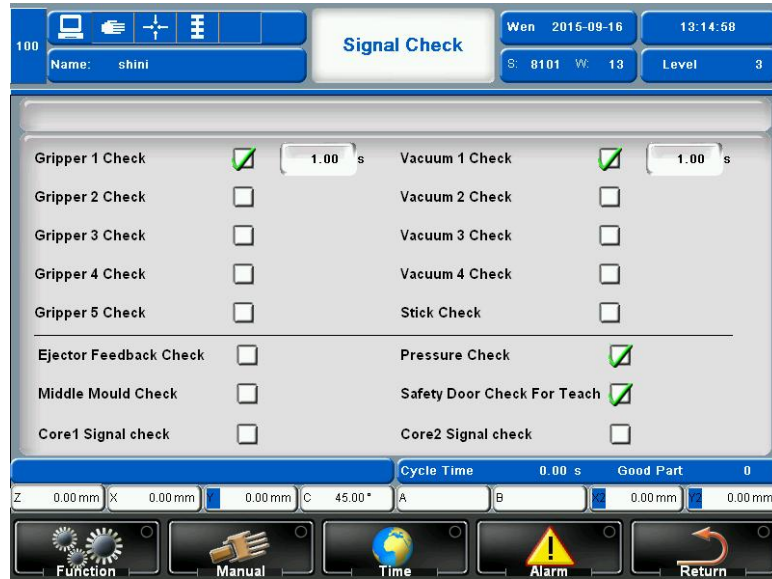 100
Signal Check
Wen 2015-09-16
13:14:58
Name: shini
S: 8101 W: 13
Level 3
Gripper 1 Check 1.00 s Vacuum 1 Check 1.00 s
Gripper 2 Check Vacuum 2 Check
Gripper 3 Check Vacuum 3 Check
Gripper 4 Check Vacuum 4 Check
Gripper 5 Check Stick Check
Ejector Feedback Check Pressure Check
Middle Mould Check Safety Door Check For Teach
Core1 Signal check Core2 Signal check
Cycle Time 0.00 s Good Part 0
Z 0.00 mm X 0.00 mm Y 0.00 mm C 45.00 ° A B X2 0.00 mm Y2 0.00 mm
Function Manual Time Alarm Return